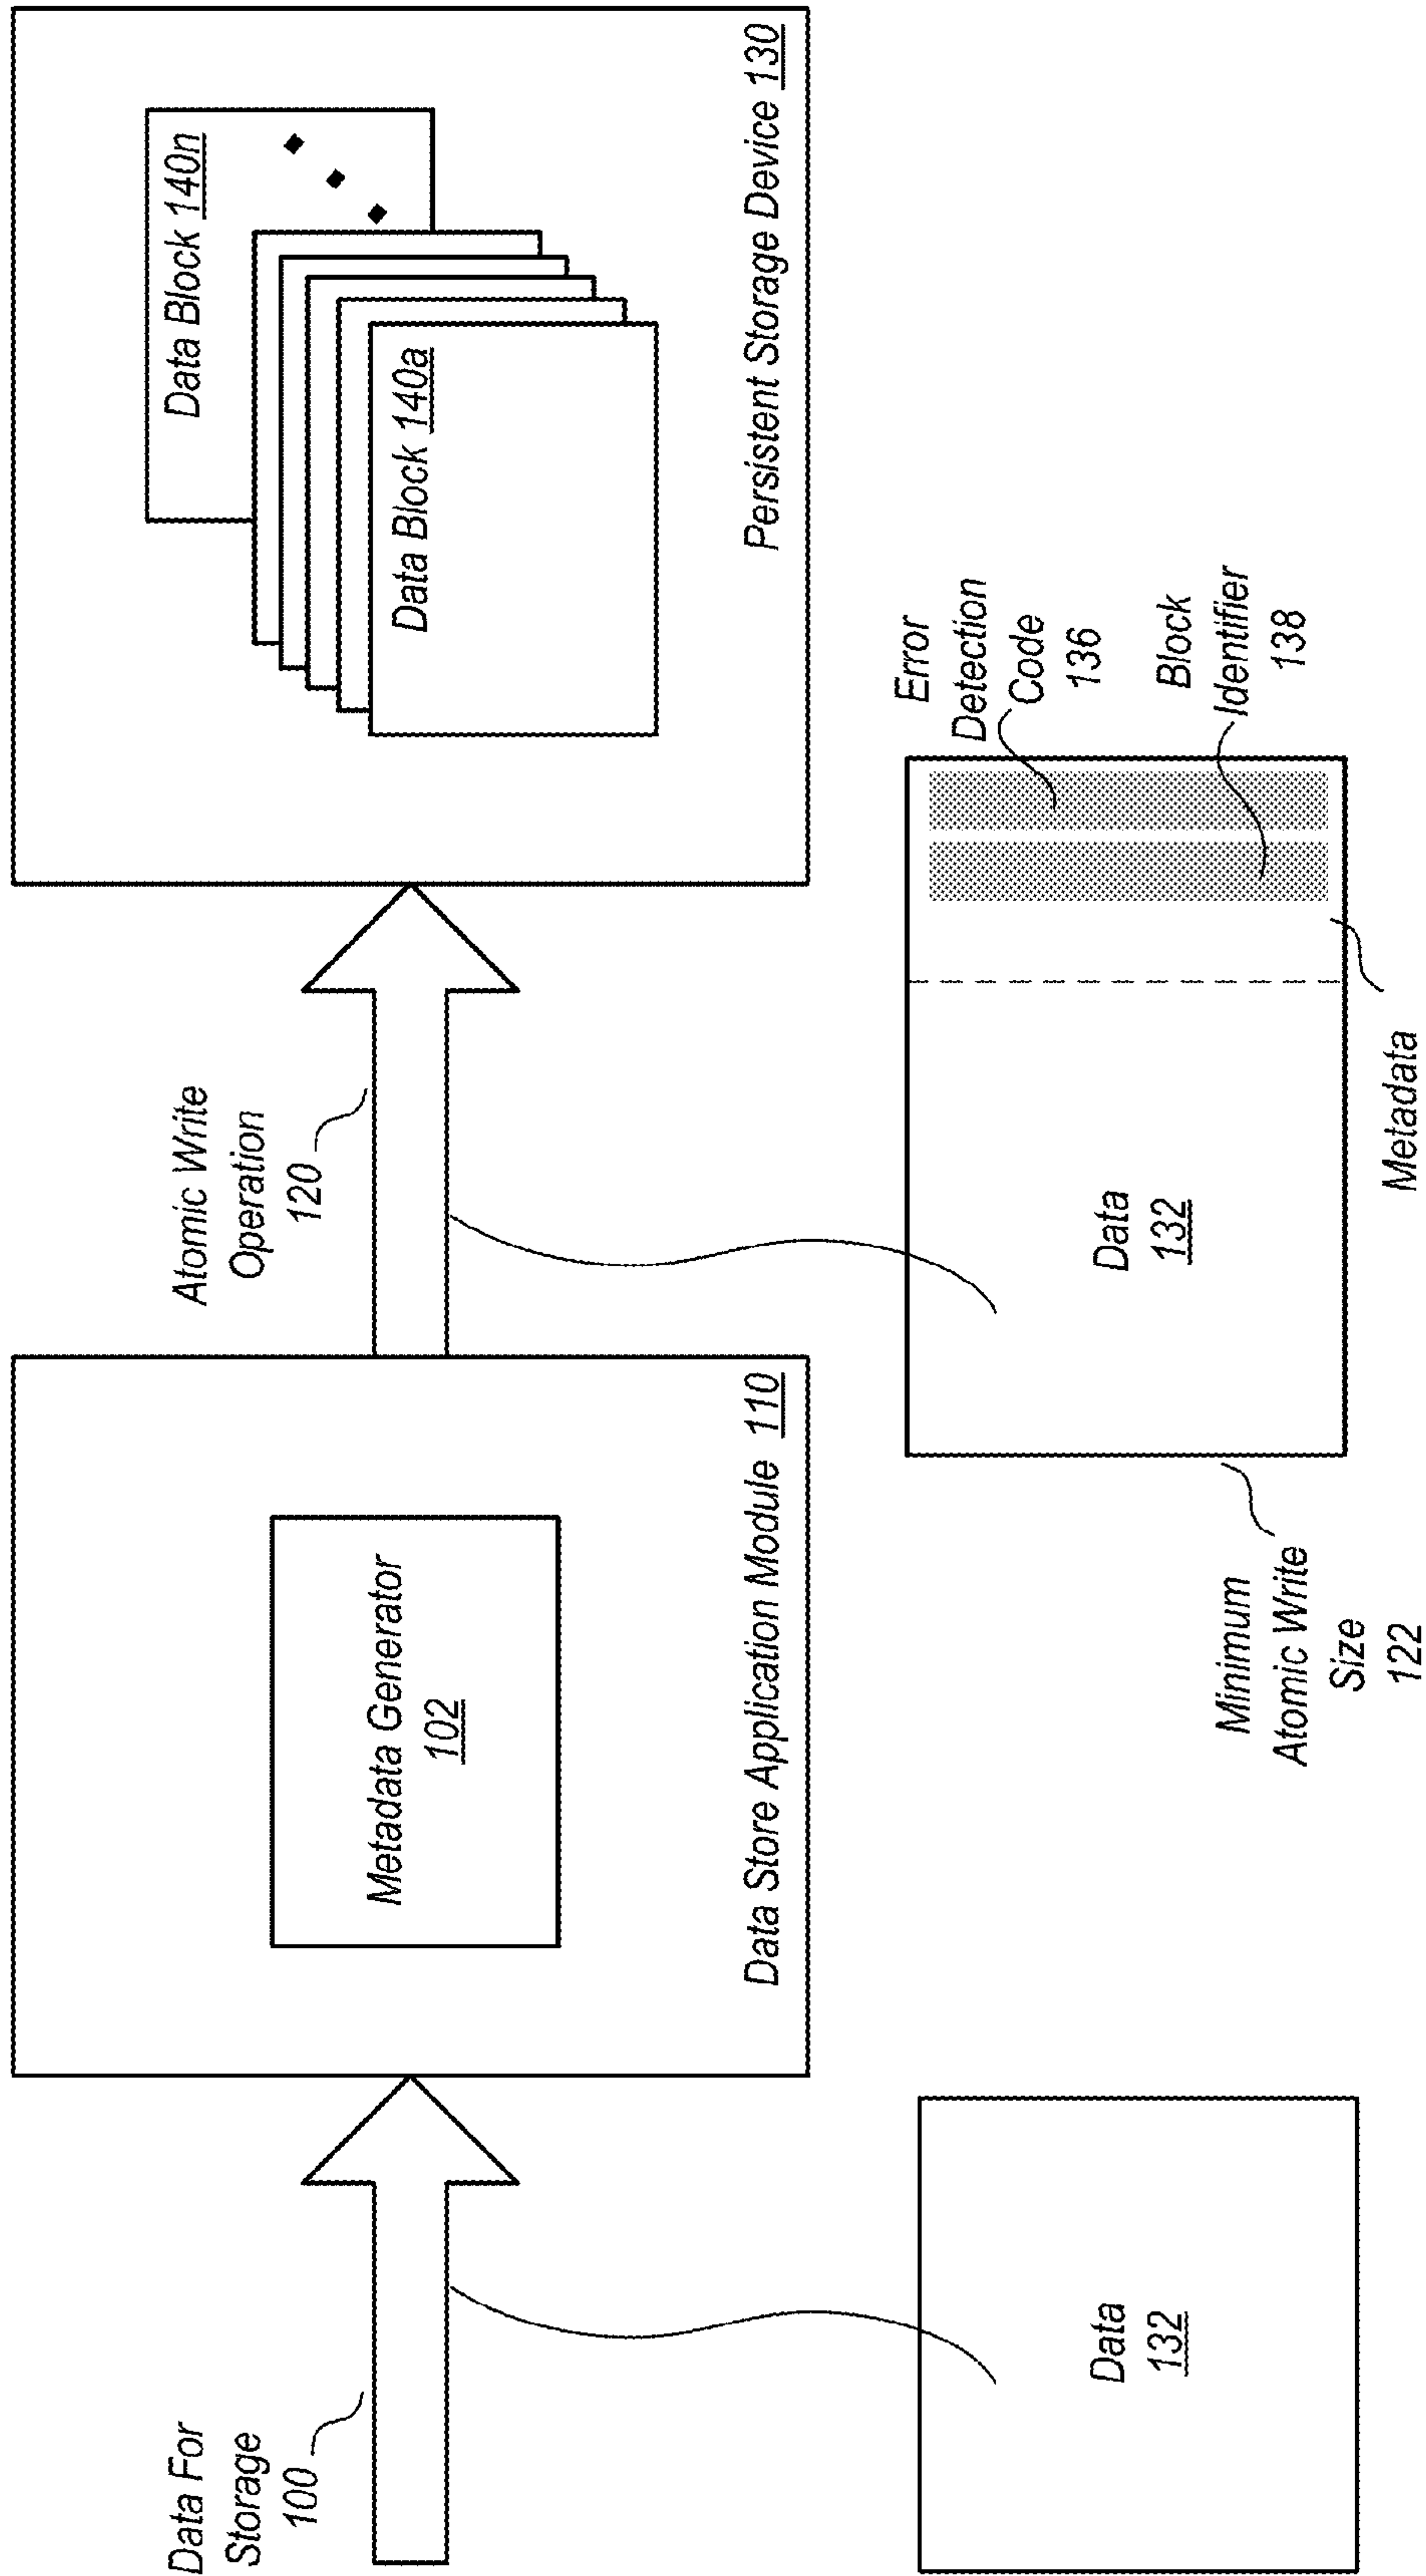 Data For
Storage
100
Metadata Generator
102
Data Store Application Module 110
Atomic Write
Operation
120
Data Block 140n
Data Block 140a
Persistent Storage Device 130
Data
132
Minimum
Atomic Write
Size
122
Data
132
Metadata
Error
Detection
Code
136
Block
Identifier
138